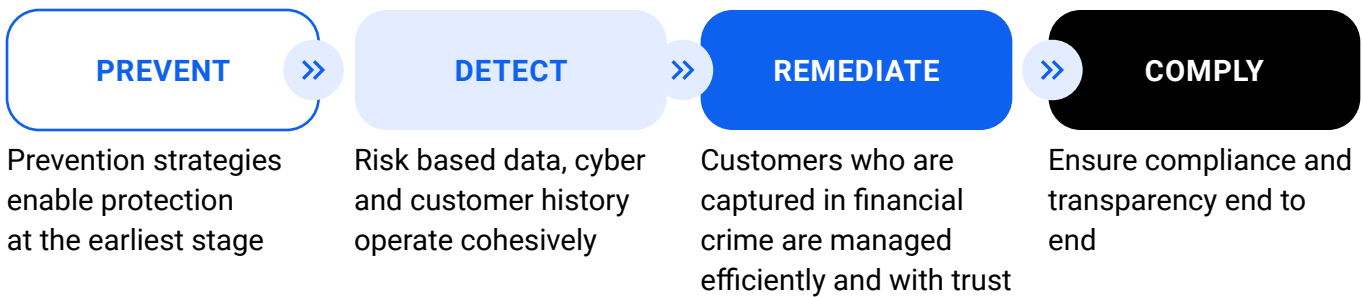 PREVENT
Prevention strategies
enable protection
at the earliest stage
DETECT
Risk based data, cyber
and customer history
operate cohesively
REMEDIATE
Customers who are
captured in financial
crime are managed
efficiently and with trust
COMPLY
Ensure compliance and
transparency end to
end